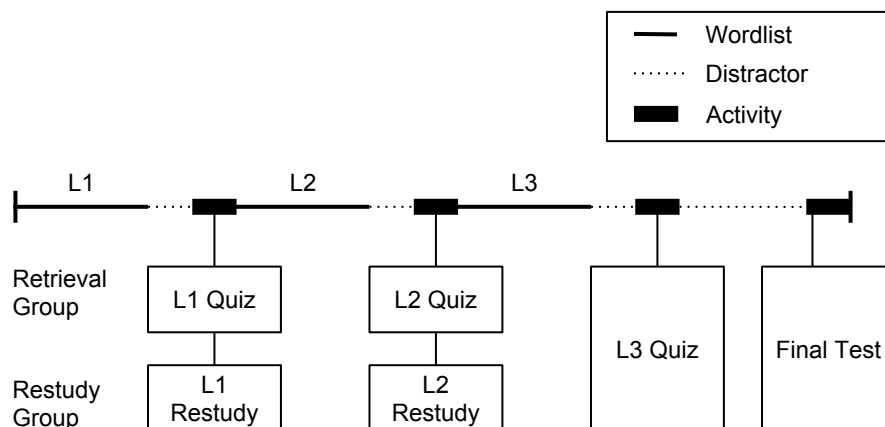 Wordlist
Distractor
Activity
L1
L2
L3
Retrieval
Group
L1 Quiz
L2 Quiz
L3 Quiz
Final Test
Restudy
Group
L1
Restudy
L2
Restudy